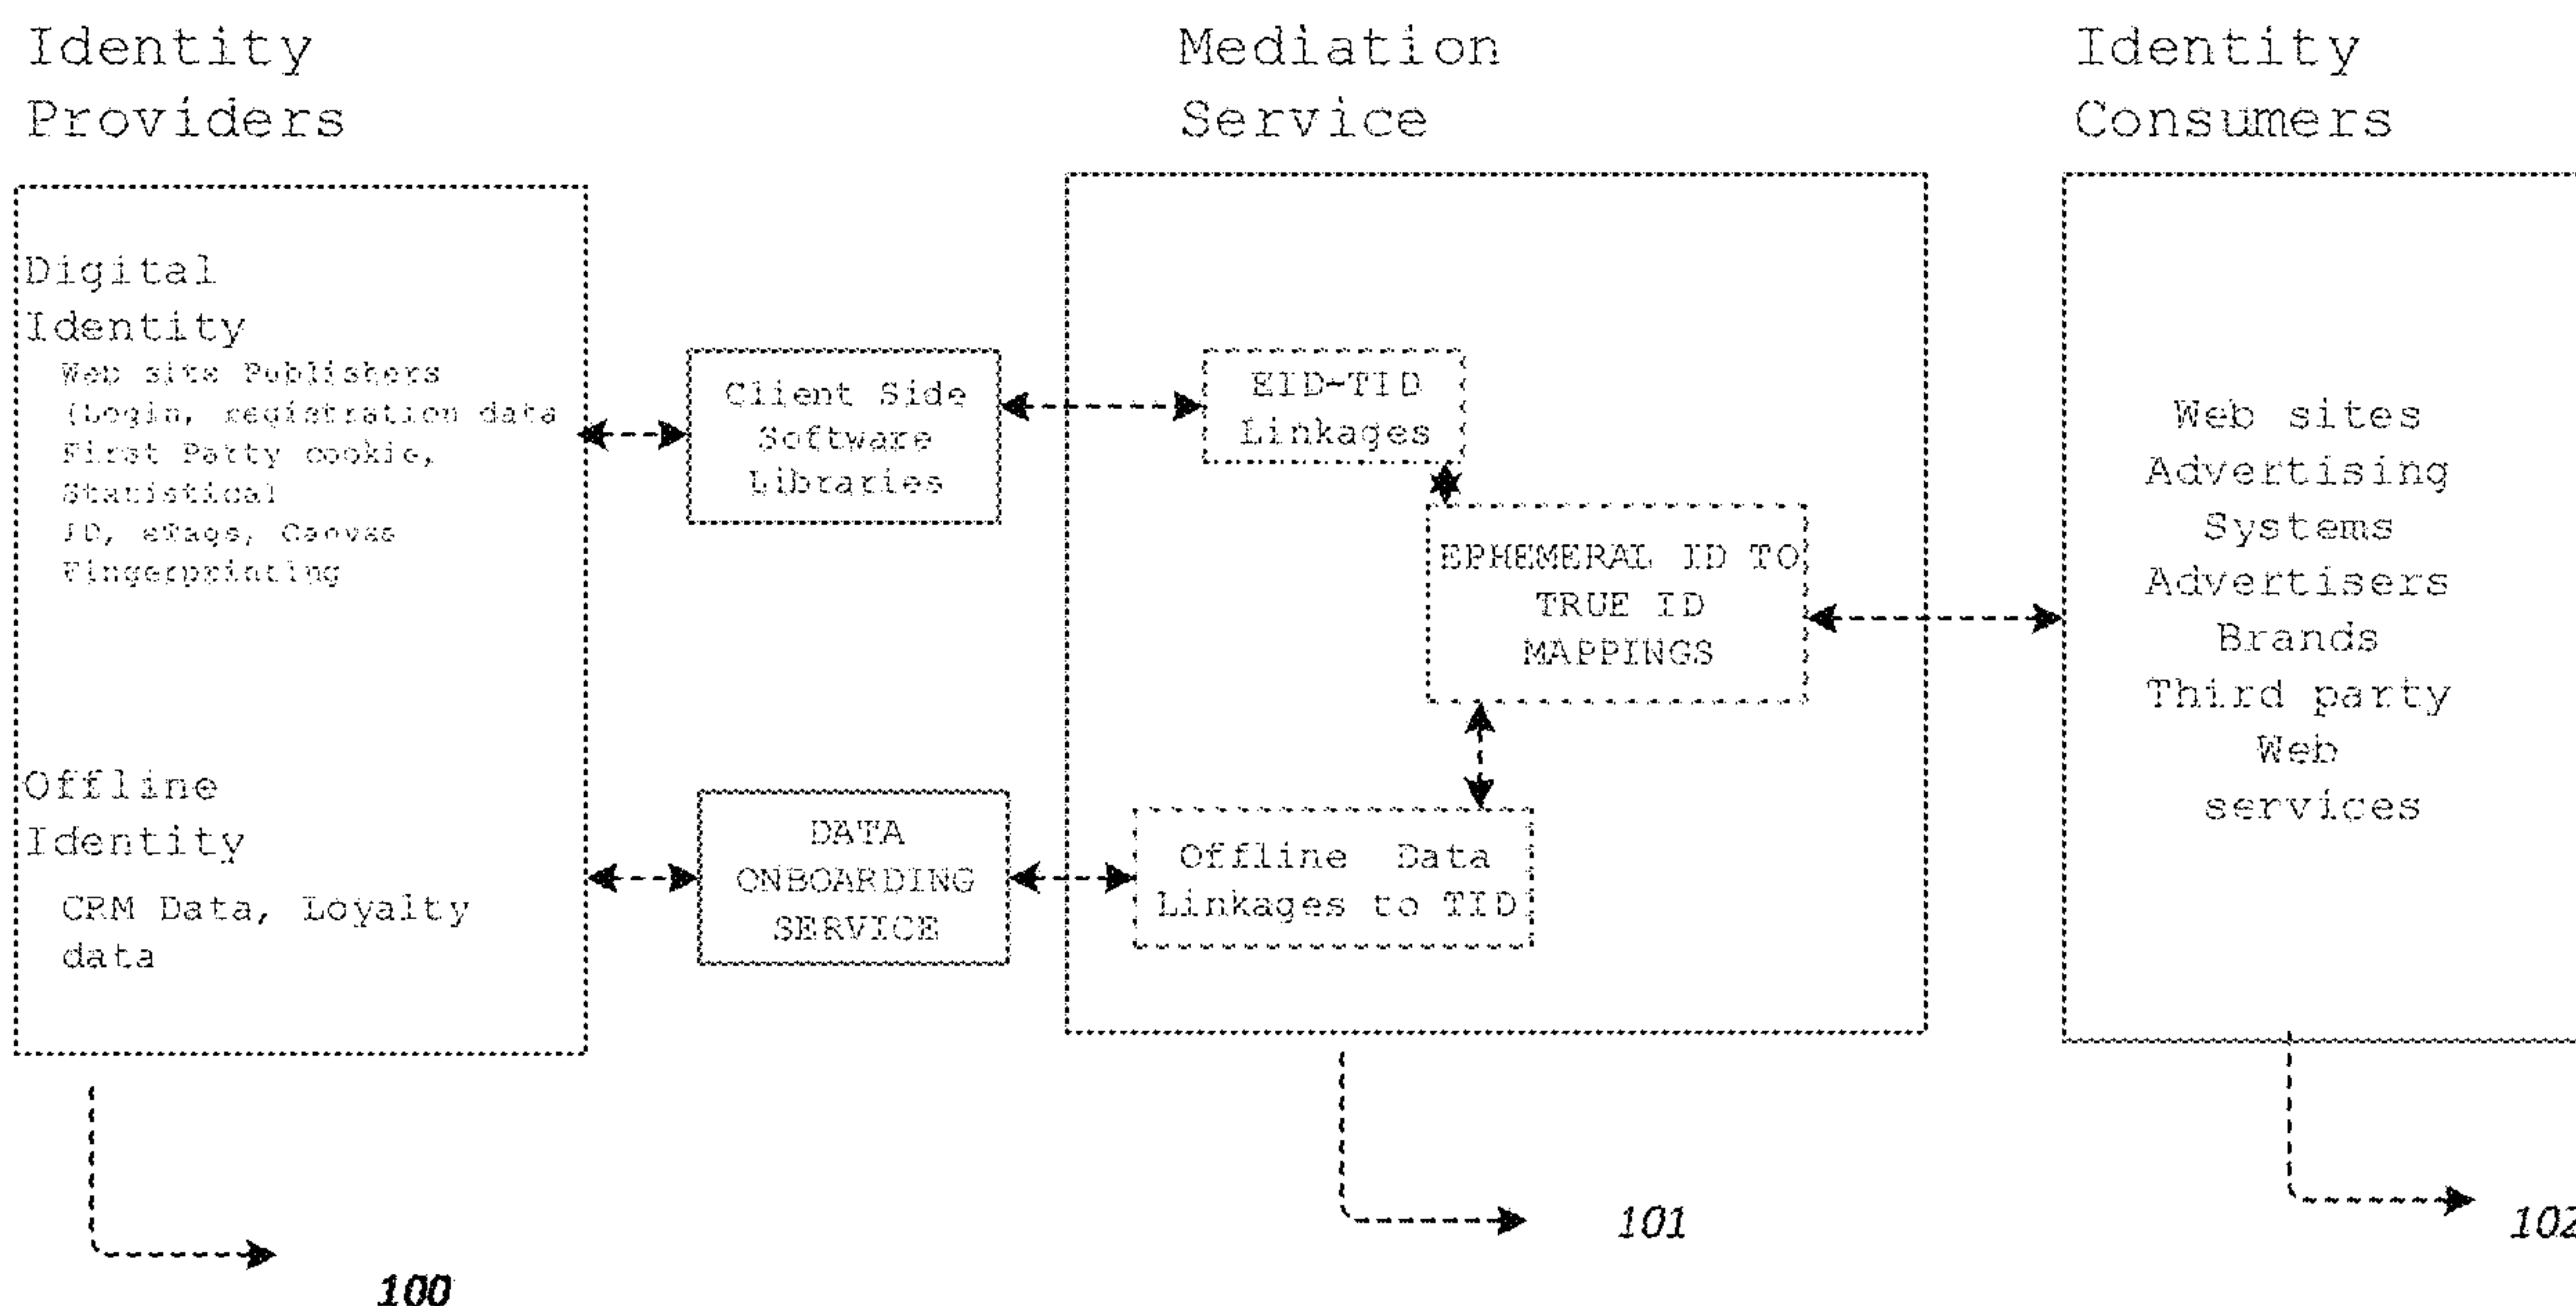 Identity
Providers
Mediation
Service
Identity
Consumers
Digital
Identity
Web site Publishers
(Login, registration data
First Party cookie,
Statistical
ID, eTags, Canvas
Fingerprinting
Offline
Identity
CRM Data, Loyalty
data
Client Side
Software
Libraries
DATA
ONBOARDING
SERVICE
EID-TID
Linkages
EPHEMERAL ID TO
TRUE ID
MAPPINGS
Offline Data
Linkages to TID
Web sites
Advertising
Systems
Advertisers
Brands
Third party
Web
services
100
101
102